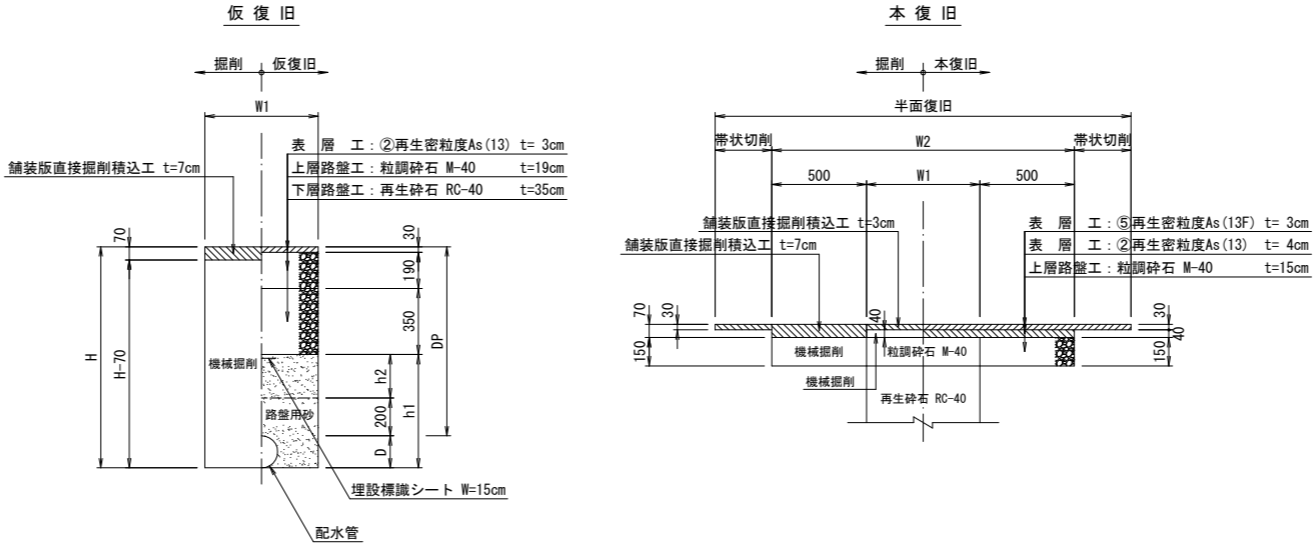 仮 復 旧
掘削 仮復旧
W1
表 層 工：②再生密粒度As(13) t= 3cm
上層路盤工：粒調砕石 M-40 t=19cm
下層路盤工：再生砕石 RC-40 t=35cm
舗装版直接掘削積込工 t=7cm
70
30
190
350
H
H-70
DP
機械掘削
h2
路盤用砂
200
h1
D
埋設標識シート W=15cm
配水管
本 復 旧
掘削 本復旧
半面復旧
帯状切削 W2 帯状切削
500 W1 500
舗装版直接掘削積込工 t=3cm
舗装版直接掘削積込工 t=7cm
表 層 工：⑤再生密粒度As(13F) t= 3cm
表 層 工：②再生密粒度As(13) t= 4cm
上層路盤工：粒調砕石 M-40 t=15cm
70
30
40
30
40
150
150
機械掘削 粒調砕石 M-40
機械掘削
再生砕石 RC-40